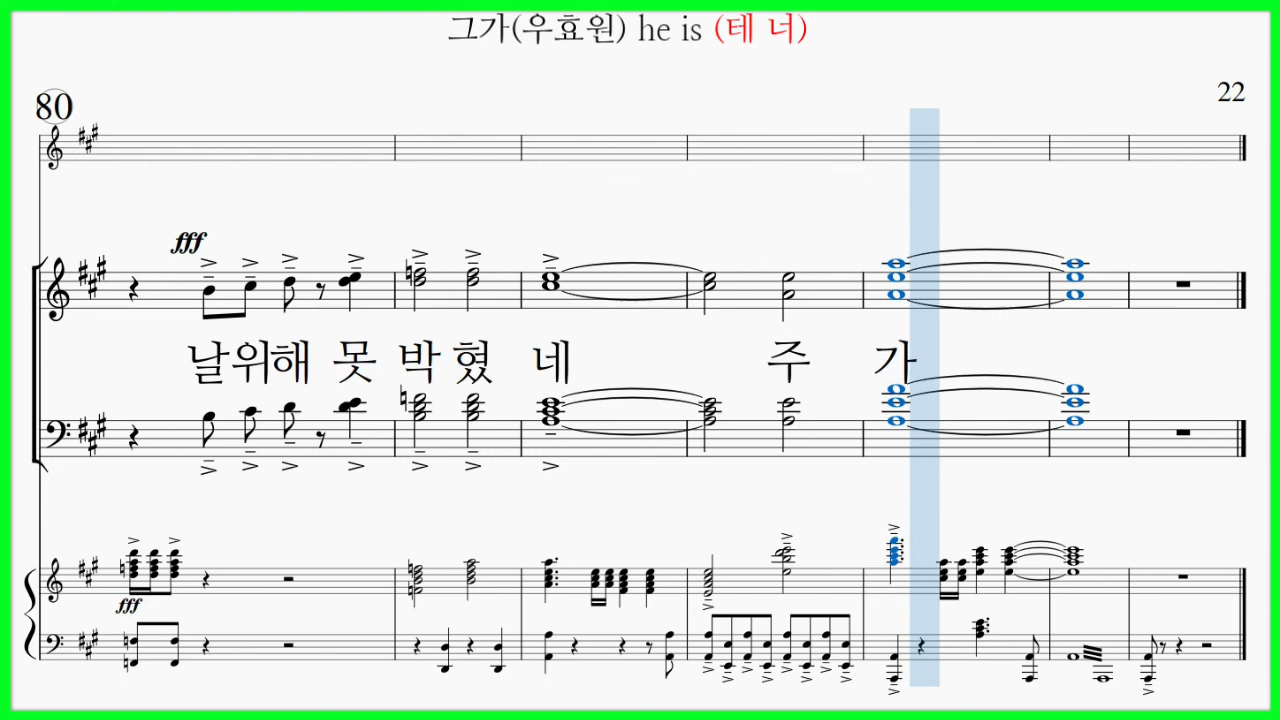 그가(우효원) he is (테 너)
80
22
fff
날위해 못 박 혔 네 주 가
fff